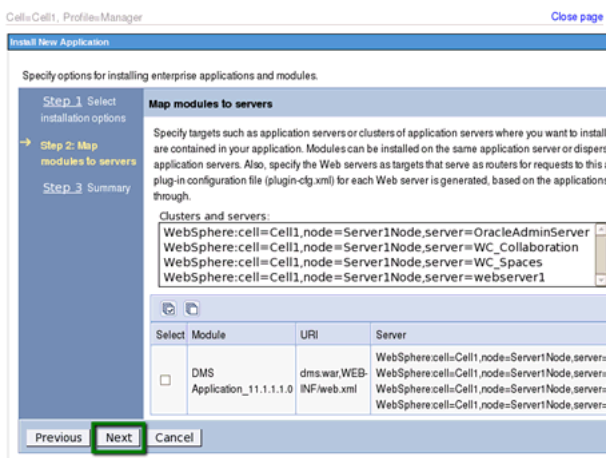 Cell=Cell1, Profile=Manager
Close page
Install New Application
Specify options for installing enterprise applications and modules.
Step 1 Select
installation options
Step 2: Map
modules to servers
Step 3 Summary
Map modules to servers
Specify targets such as application servers or clusters of application servers where you want to install
are contained in your application. Modules can be installed on the same application server or dispers
application servers. Also, specify the Web servers as targets that serve as routers for requests to this a
plug-in configuration file (plugin-cfg.xml) for each Web server is generated, based on the applications
through.
Clusters and servers:
WebSphere:cell=Cell1,node=Server1Node,server=OracleAdminServer
WebSphere:cell=Cell1,node=Server1Node,server=WC_Collaboration
WebSphere:cell=Cell1,node=Server1Node,server=WC_Spaces
WebSphere:cell=Cell1,node=Server1Node,server=webserver1
Select Module URI Server
DMS
Application_11.1.1.1.0
dms.war,WEB-
INF/web.xml
WebSphere:cell=Cell1,node=Server1Node,server=
WebSphere:cell=Cell1,node=Server1Node,server=
WebSphere:cell=Cell1,node=Server1Node,server=
WebSphere:cell=Cell1,node=Server1Node,server=
Previous Next Cancel